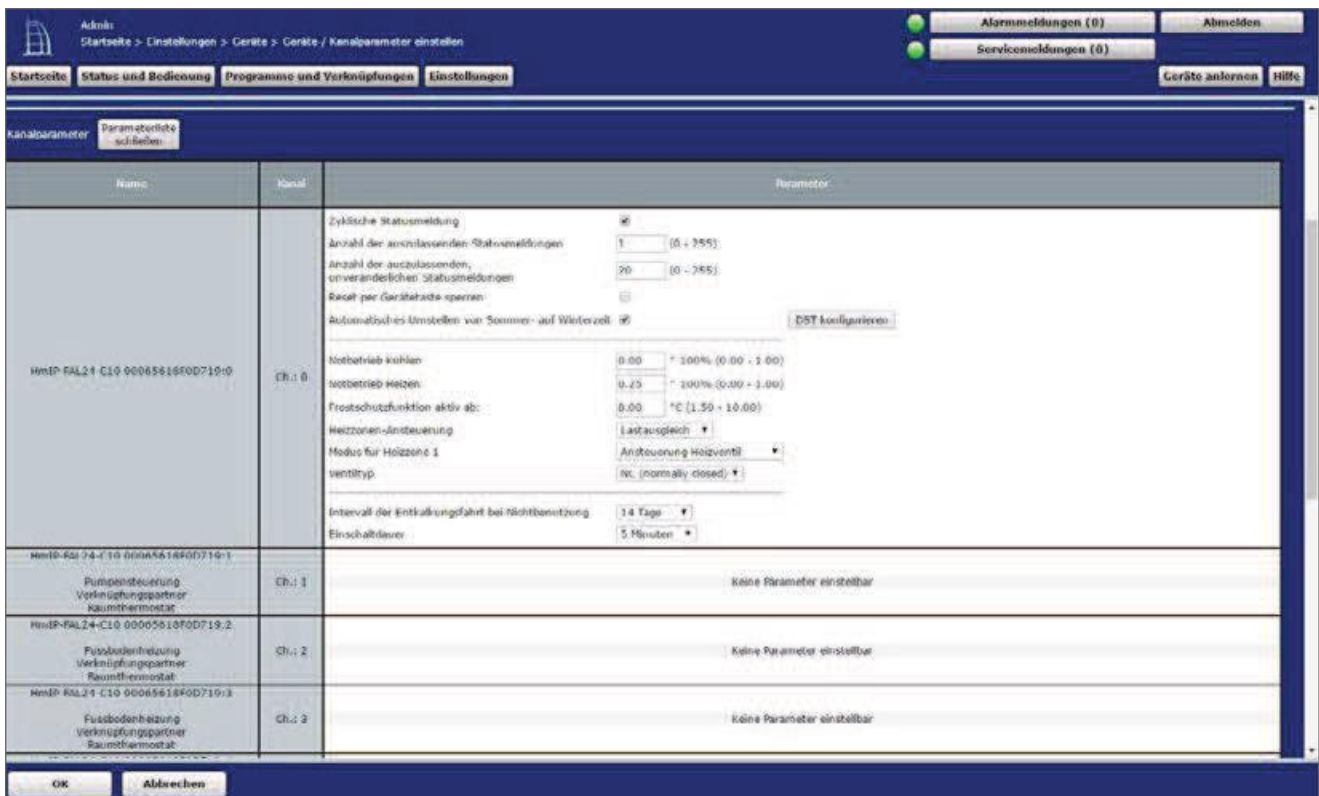 Admin
Alarmmeldungen (0)
Abmelden
Startseite > Einstellungen > Geräte > Geräte / Kanalparameter einstellen
Servicemeldungen (0)
Startseite
Status und Bedienung
Programme und Verknüpfungen
Einstellungen
Geräte anlernen
Hilfe
Kanalparameter
Parameterliste
schließen
Name
Kanal
Parameter
HmIP-FAL24-C10 00065618F0D719:0
Ch.: 0
Zyklische Statusmeldung
Anzahl der auszulassenden Statusmeldungen
1
(0 - 255)
Anzahl der auszulassenden,
unveränderlichen Statusmeldungen
20
(0 - 255)
Reset per Gerätetaste sperren
Automatisches Umstellen von Sommer- auf Winterzeit
DST konfigurieren
Notbetrieb Kühlen
0.00
* 100% (0.00 - 1.00)
Notbetrieb Heizen
0.25
* 100% (0.00 - 1.00)
Frostschutzfunktion aktiv ab:
°C (1.50 - 10.00)
Heizzonen-Ansteuerung
Lastausgleich
Modus für Heizzone 1
Ansteuerung Heizventil
Ventiltyp
NC (normally closed)
Intervall der Entkalkungsfahrt bei Nichtbenutzung
14 Tage
Einschaltdauer
5 Minuten
HmIP-FAL24-C10 00065618F0D719:1
Pumpensteuerung
Verknüpfungspartner
Raumthermostat
Ch.: 1
Keine Parameter einstellbar
HmIP-FAL24-C10 00065618F0D719:2
Fussbodenheizung
Verknüpfungspartner
Raumthermostat
Ch.: 2
Keine Parameter einstellbar
HmIP-FAL24-C10 00065618F0D719:3
Fussbodenheizung
Verknüpfungspartner
Raumthermostat
Ch.: 3
Keine Parameter einstellbar
OK
Abbrechen